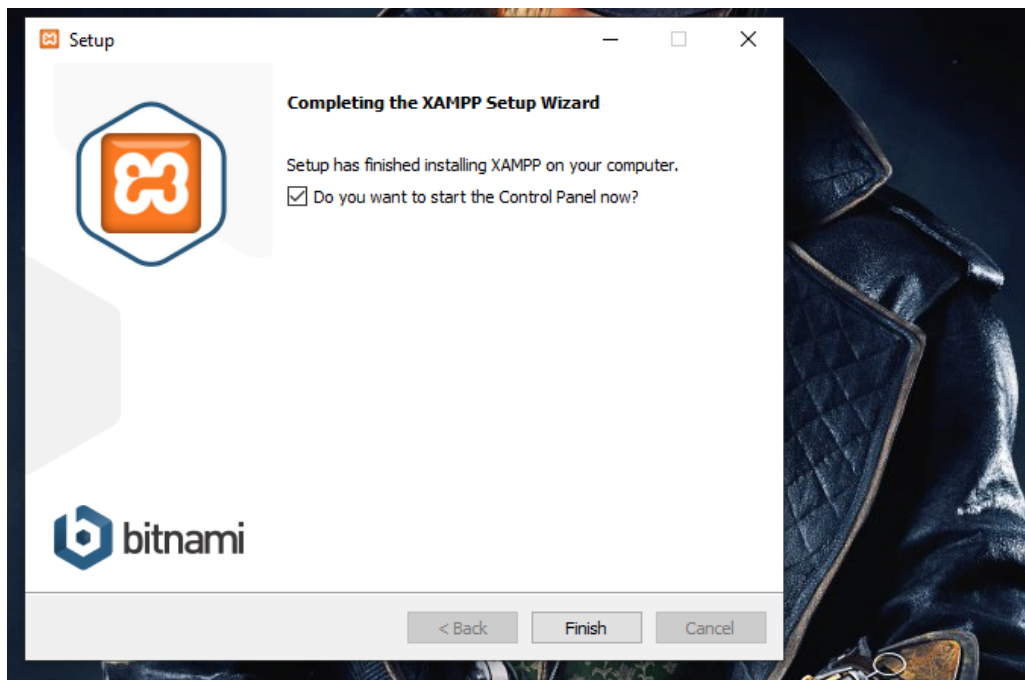 Setup
Completing the XAMPP Setup Wizard
Setup has finished installing XAMPP on your computer.
Do you want to start the Control Panel now?
bitnami
< Back
Finish
Cancel